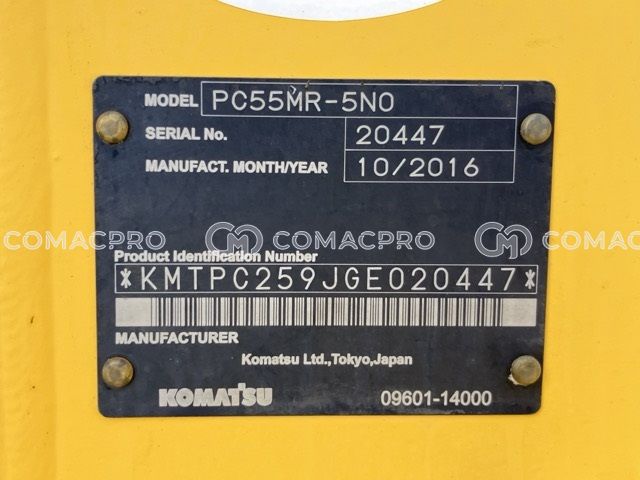 MODEL PC55MR-5N0
SERIAL No. 20447
MANUFACT. MONTH/YEAR 10/2016
COMACPRO COMACPRO
Product Identification Number
*KMTPC259JGE020447*
MANUFACTURER
Komatsu Ltd.,Tokyo,Japan
KOMATSU 09601-14000